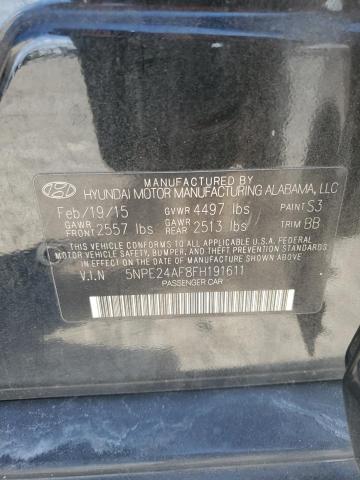 MANUFACTURED BY
HYUNDAI MOTOR MANUFACTURING ALABAMA, LLC
Feb/19/15 GVWR 4497 lbs PAINT S3
GAWR FRONT 2557 lbs GAWR REAR 2513 lbs TRIM BB
THIS VEHICLE CONFORMS TO ALL APPLICABLE U.S. FEDERAL
MOTOR VEHICLE SAFETY, BUMPER, AND THEFT PREVENTION STANDARDS
IN EFFECT ON THE DATE OF MANUFACTURE SHOWN ABOVE
V.I.N 5NPE24AF8FH191611
PASSENGER CAR